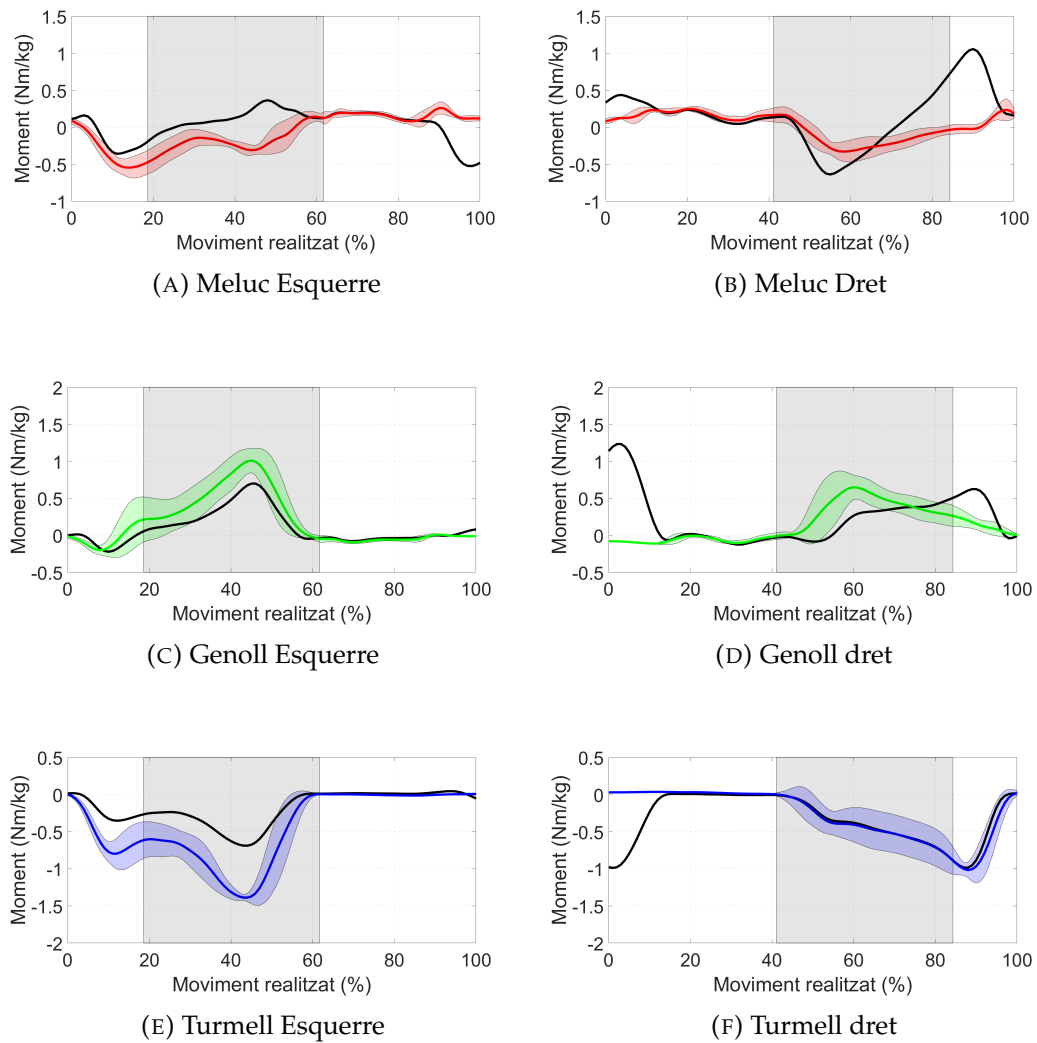 1.5
1
0.5
0
-0.5
-1
Moment (Nm/kg)
0 20 40 60 80 100
Moviment realitzat (%)
(A) Meluc Esquerre
1.5
1
0.5
0
-0.5
-1
Moment (Nm/kg)
0 20 40 60 80 100
Moviment realitzat (%)
(B) Meluc Dret
2
1.5
1
0.5
0
-0.5
Moment (Nm/kg)
0 20 40 60 80 100
Moviment realitzat (%)
(C) Genoll Esquerre
2
1.5
1
0.5
0
-0.5
Moment (Nm/kg)
0 20 40 60 80 100
Moviment realitzat (%)
(D) Genoll dret
0.5
0
-0.5
-1
-1.5
-2
Moment (Nm/kg)
0 20 40 60 80 100
Moviment realitzat (%)
(E) Turmell Esquerre
0.5
0
-0.5
-1
-1.5
-2
Moment (Nm/kg)
0 20 40 60 80 100
Moviment realitzat (%)
(F) Turmell dret